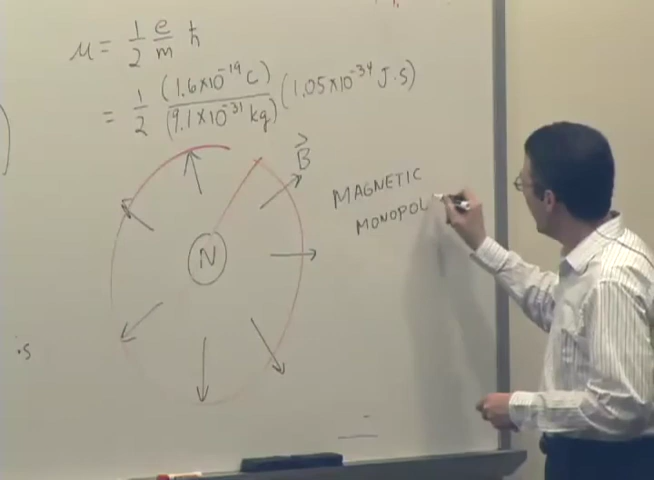 μ = 1/2 e/m ħ
= 1/2 (1.6×10⁻¹⁹ C)/(9.1×10⁻³¹ kg) (1.05×10⁻³⁴ J·s)
B⃗
MAGNETIC
MONOPOL
N
·s